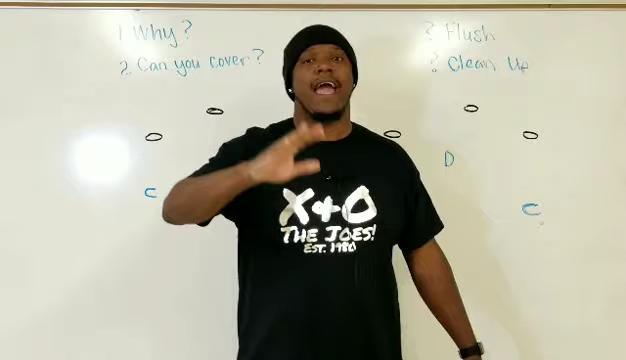 1 Why?
2. Can you cover?
? Flush
? Clean Up
C
D
C
X+O
THE JOES!
EST. 1980